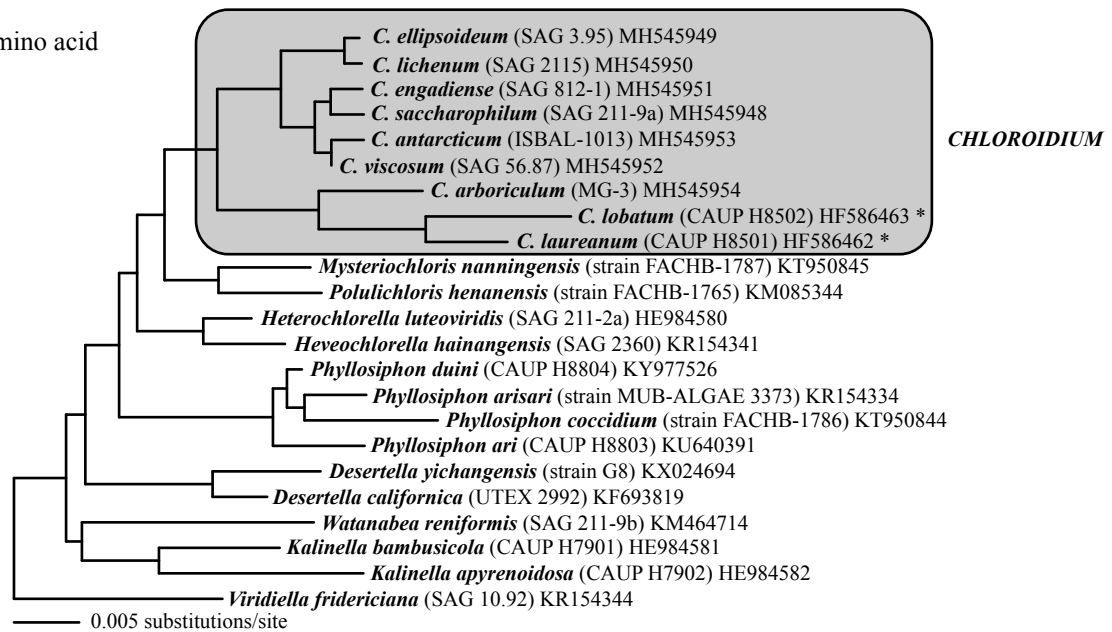 mino acid
C. ellipsoideum (SAG 3.95) MH545949
C. lichenum (SAG 2115) MH545950
C. engadiense (SAG 812-1) MH545951
C. saccharophilum (SAG 211-9a) MH545948
C. antarcticum (ISBAL-1013) MH545953
CHLOROIDIUM
C. viscosum (SAG 56.87) MH545952
C. arboriculum (MG-3) MH545954
C. lobatum (CAUP H8502) HF586463 *
C. laureanum (CAUP H8501) HF586462 *
Mysteriochloris nanningensis (strain FACHB-1787) KT950845
Polulichloris henanensis (strain FACHB-1765) KM085344
Heterochlorella luteoviridis (SAG 211-2a) HE984580
Heveochlorella hainangensis (SAG 2360) KR154341
Phyllosiphon duini (CAUP H8804) KY977526
Phyllosiphon arisari (strain MUB-ALGAE 3373) KR154334
Phyllosiphon coccidium (strain FACHB-1786) KT950844
Phyllosiphon ari (CAUP H8803) KU640391
Desertella yichangensis (strain G8) KX024694
Desertella californica (UTEX 2992) KF693819
Watanabea reniformis (SAG 211-9b) KM464714
Kalinella bambusicola (CAUP H7901) HE984581
Kalinella apyrenoidosa (CAUP H7902) HE984582
Viridiella fridericiana (SAG 10.92) KR154344
0.005 substitutions/site